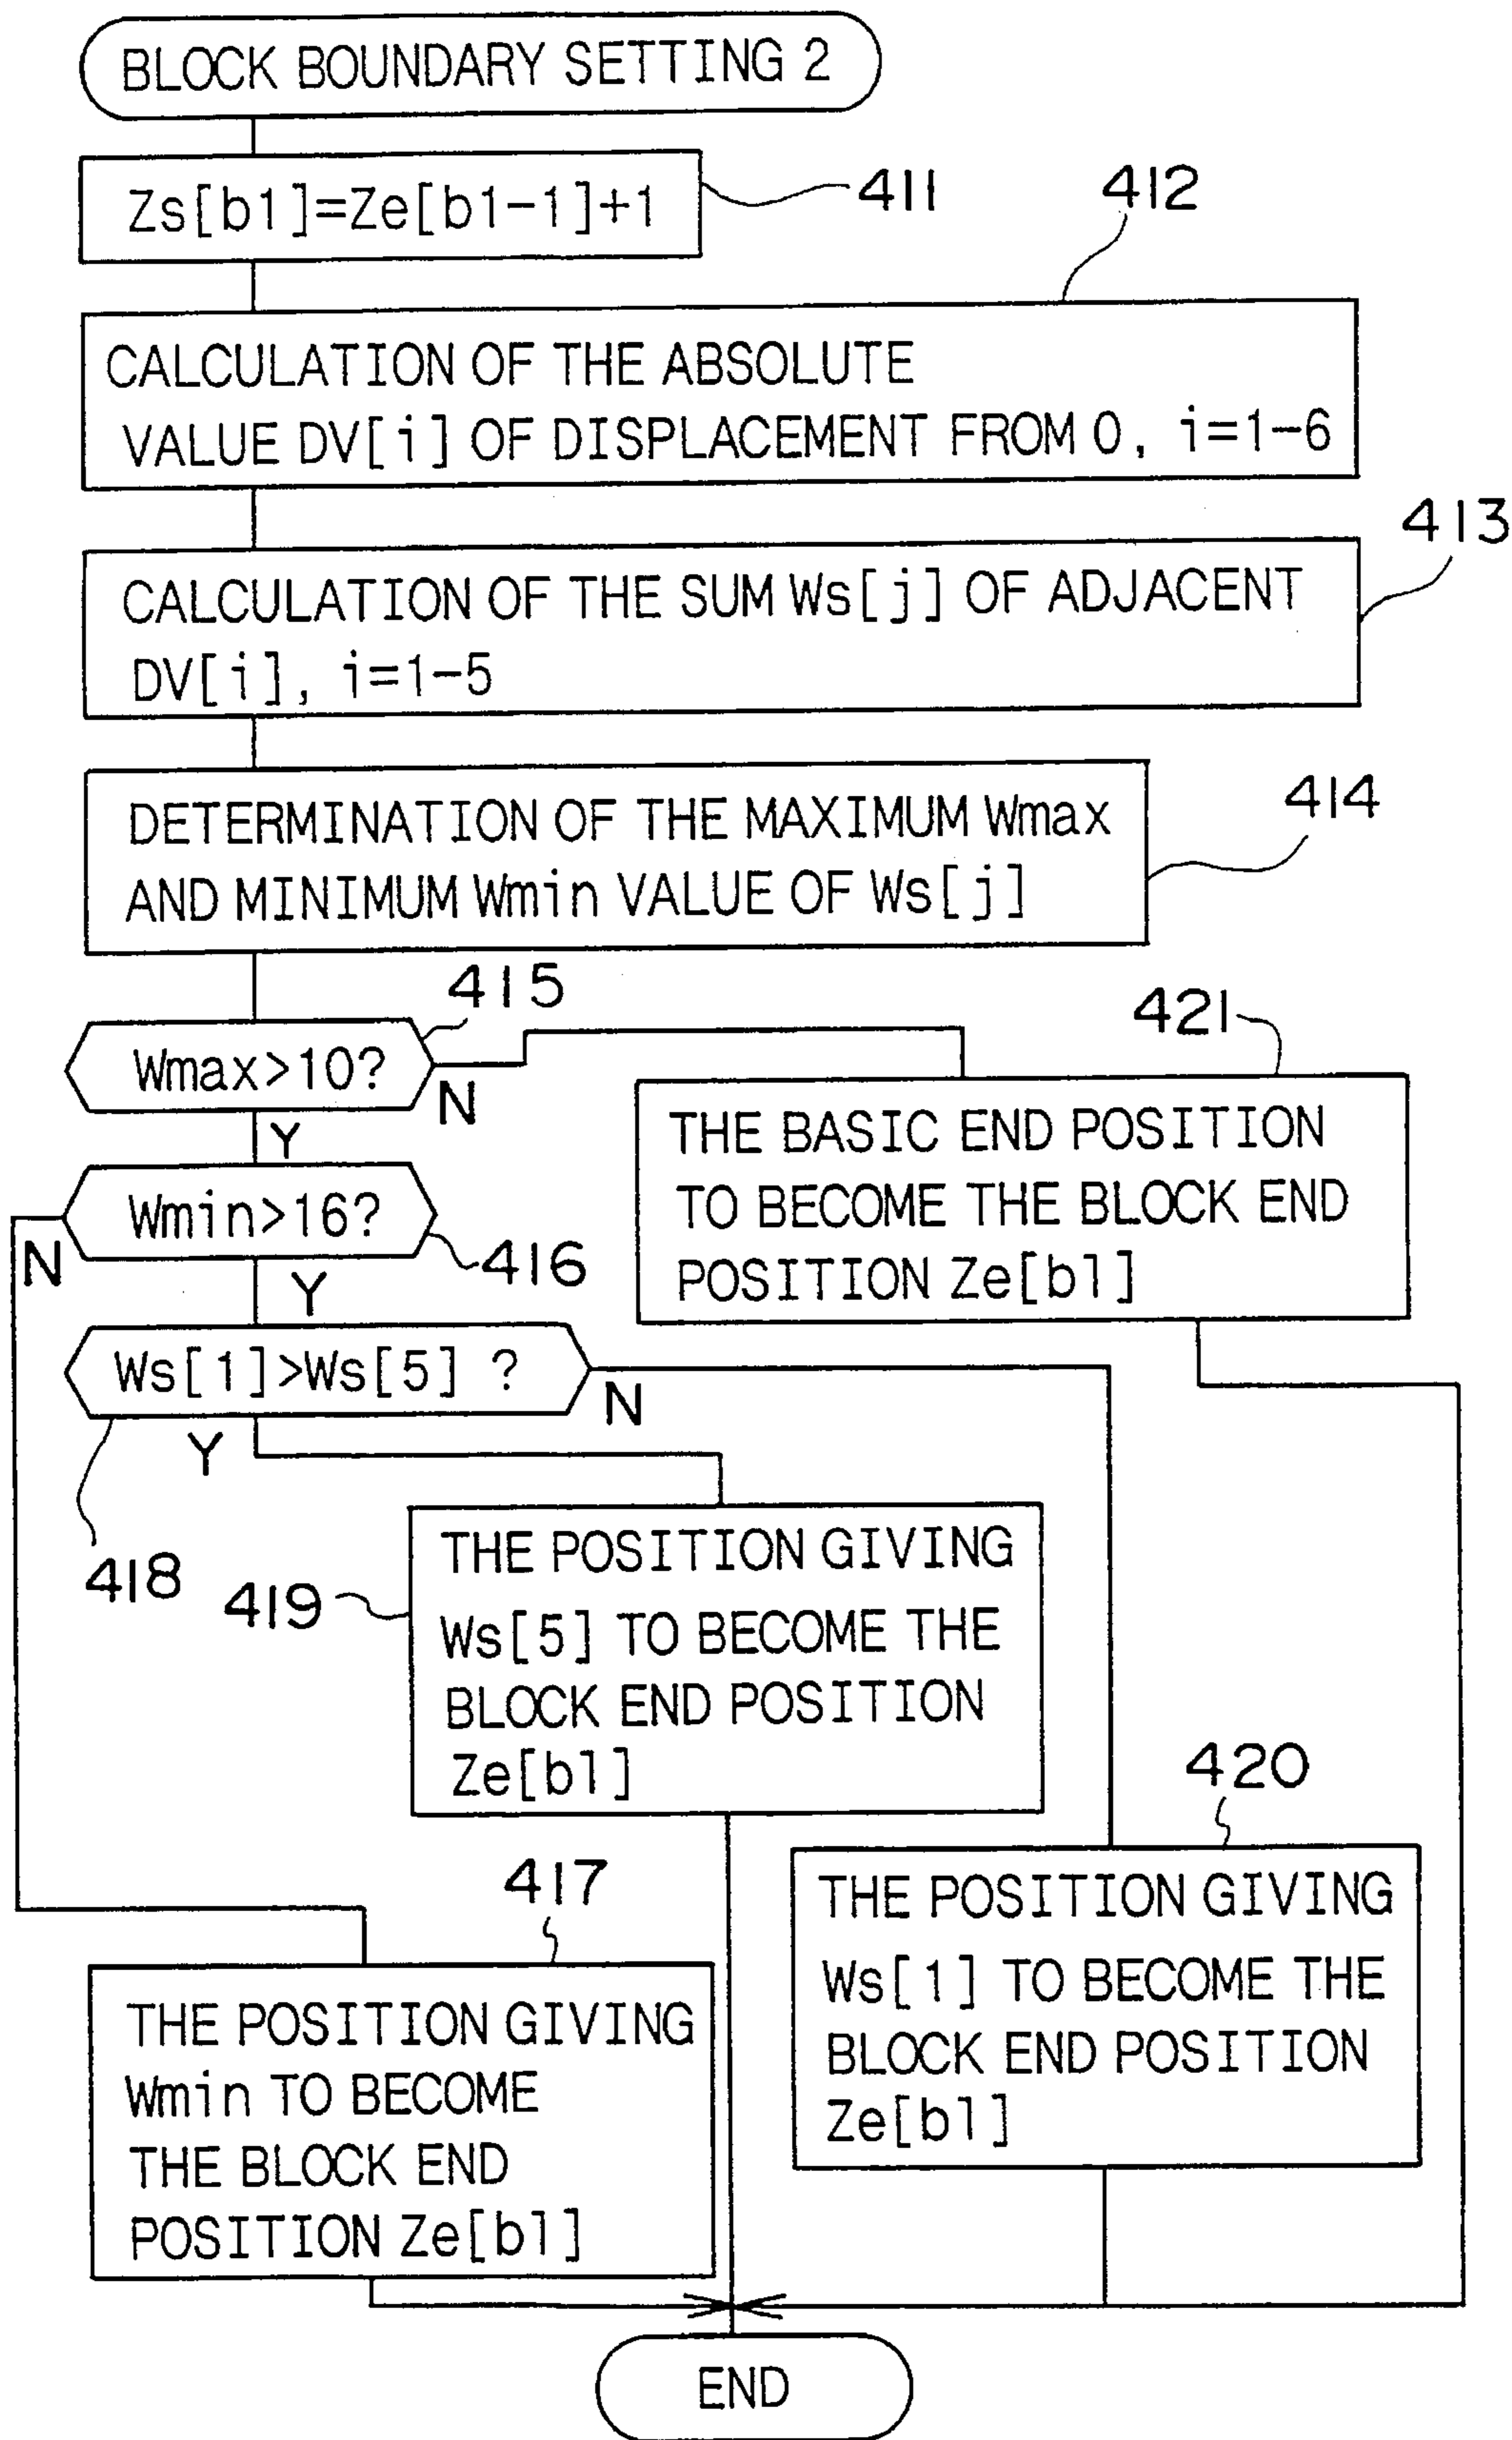 BLOCK BOUNDARY SETTING 2
Zs[b1]=Ze[b1-1]+1
411
412
CALCULATION OF THE ABSOLUTE
VALUE DV[i] OF DISPLACEMENT FROM 0, i=1-6
413
CALCULATION OF THE SUM Ws[j] OF ADJACENT
DV[i], i=1-5
414
DETERMINATION OF THE MAXIMUM Wmax
AND MINIMUM Wmin VALUE OF Ws[j]
415
Wmax>10?
N
Y
421
THE BASIC END POSITION
TO BECOME THE BLOCK END
POSITION Ze[b1]
Wmin>16?
N
416
Y
Ws[1]>Ws[5] ?
N
Y
418
419
THE POSITION GIVING
Ws[5] TO BECOME THE
BLOCK END POSITION
Ze[b1]
420
THE POSITION GIVING
Ws[1] TO BECOME THE
BLOCK END POSITION
Ze[b1]
417
THE POSITION GIVING
Wmin TO BECOME
THE BLOCK END
POSITION Ze[b1]
END